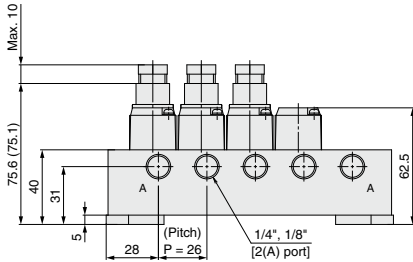 Max. 10
75.6 (75.1)
40
31
5
A
A
62.5
28
(Pitch)
P = 26
1/4", 1/8"
[2(A) port]